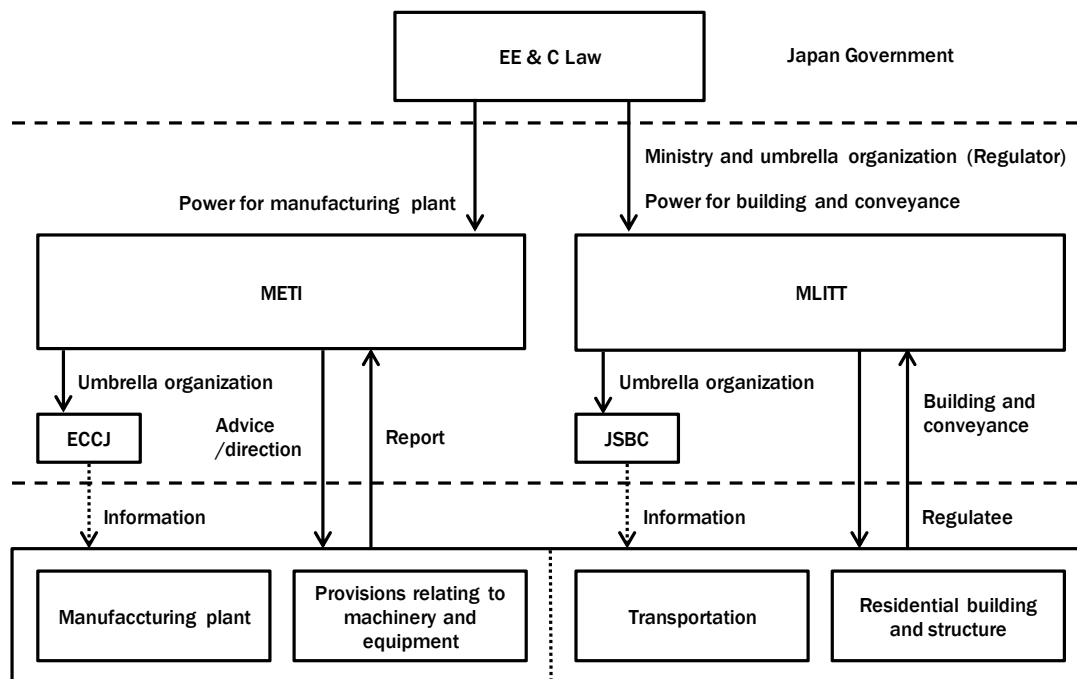 EE & C Law
Japan Government
Ministry and umbrella organization (Regulator)
Power for manufacturing plant
Power for building and conveyance
METI
MLITT
Umbrella organization
Umbrella organization
ECCJ
Advice
/direction
Report
JSBC
Building and
conveyance
Information
Information
Regulatee
Manufaccturing plant
Provisions relating to
machinery and
equipment
Transportation
Residential building
and structure